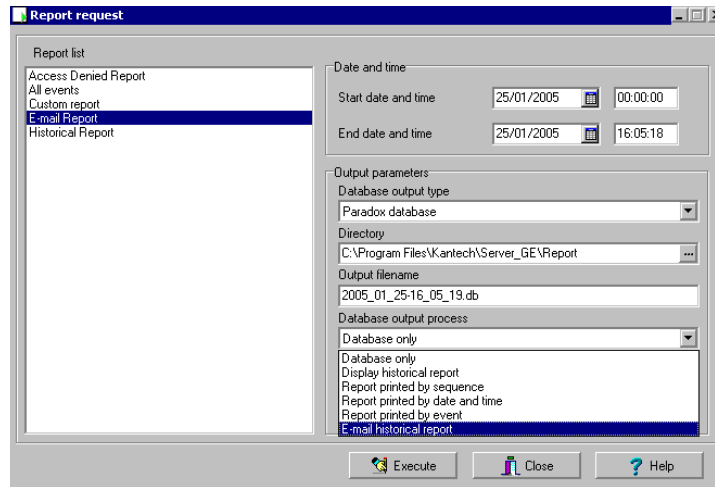 Report request
Report list
Access Denied Report
All events
Custom report
E-mail Report
Historical Report
Date and time
Start date and time 25/01/2005 00:00:00
End date and time 25/01/2005 16:05:18
Output parameters
Database output type
Paradox database
Directory
C:\Program Files\Kantech\Server_GE\Report ...
Output filename
2005_01_25-16_05_19.db
Database output process
Database only
Database only
Display historical report
Report printed by sequence
Report printed by date and time
Report printed by event
E-mail historical report
Execute Close Help